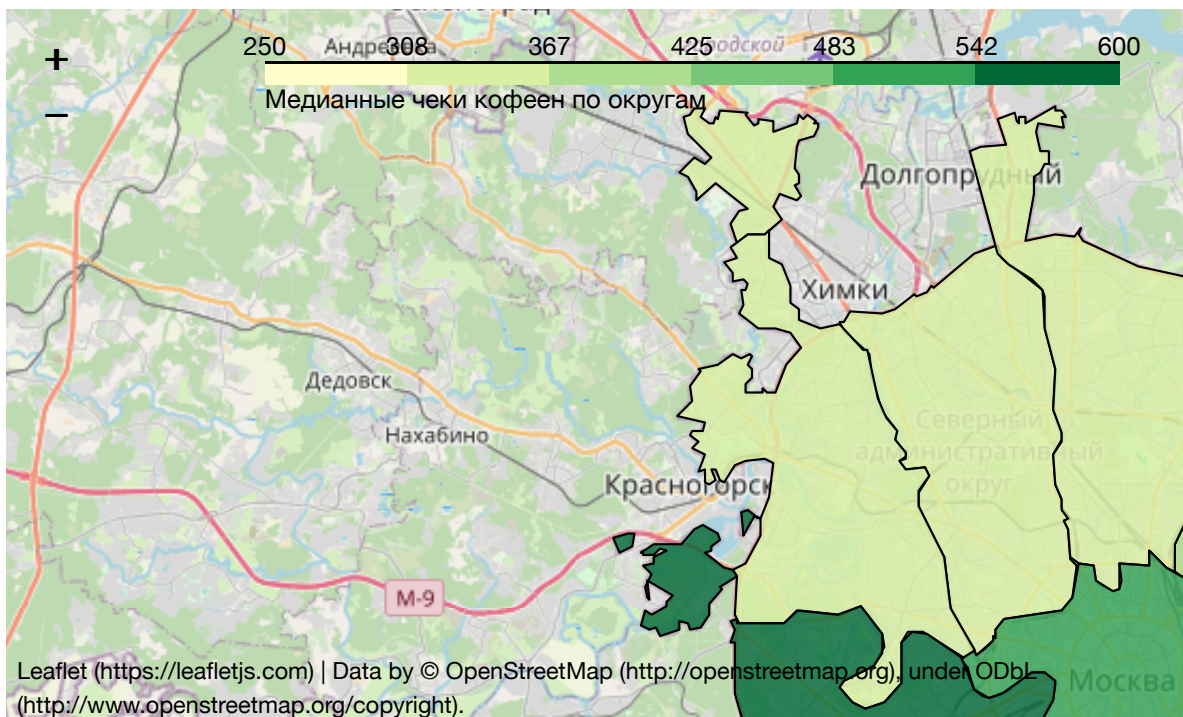 +
−
250 308 367 425 483 542 600
Медианные чеки кофеен по округам
Андреевка
Долгопрудный
Химки
Дедовск
Нахабино
Северный
административный
округ
Красногорск
М-9
Москва
Leaflet (https://leafletjs.com) | Data by © OpenStreetMap (http://openstreetmap.org), under ODbL
(http://www.openstreetmap.org/copyright).